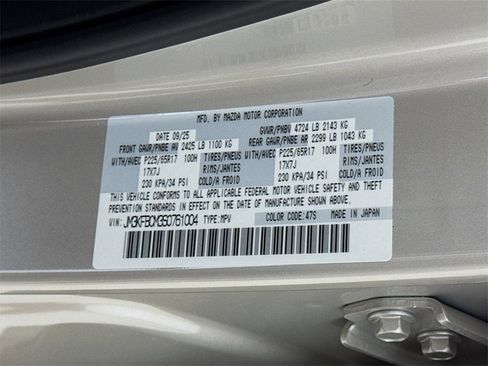 MFD. BY MAZDA MOTOR CORPORATION
DATE 09/25 GVWR/PNBV 4724 LB 2143 KG
FRONT GAWR/PNBE AV 2425 LB 1100 KG REAR GAWR/PNBE AR 2299 LB 1043 KG
WITH/AVEC P225/65R17 100H TIRES/PNEUS WITH/AVEC P225/65R17 100H TIRES/PNEUS
17X7J RIMS/JANTES 17X7J RIMS/JANTES
230 KPA/34 PSI COLD/A FROID 230 KPA/34 PSI COLD/A FROID
THIS VEHICLE CONFORMS TO ALL APPLICABLE FEDERAL MOTOR VEHICLE SAFETY AND THEFT
PREVENTION STANDARDS IN EFFECT ON THE DATE OF MANUFACTURE SHOWN ABOVE.
VIN: JM3KFBCM3S0761004 TYPE: MPV COLOR CODE: 47S MADE IN JAPAN